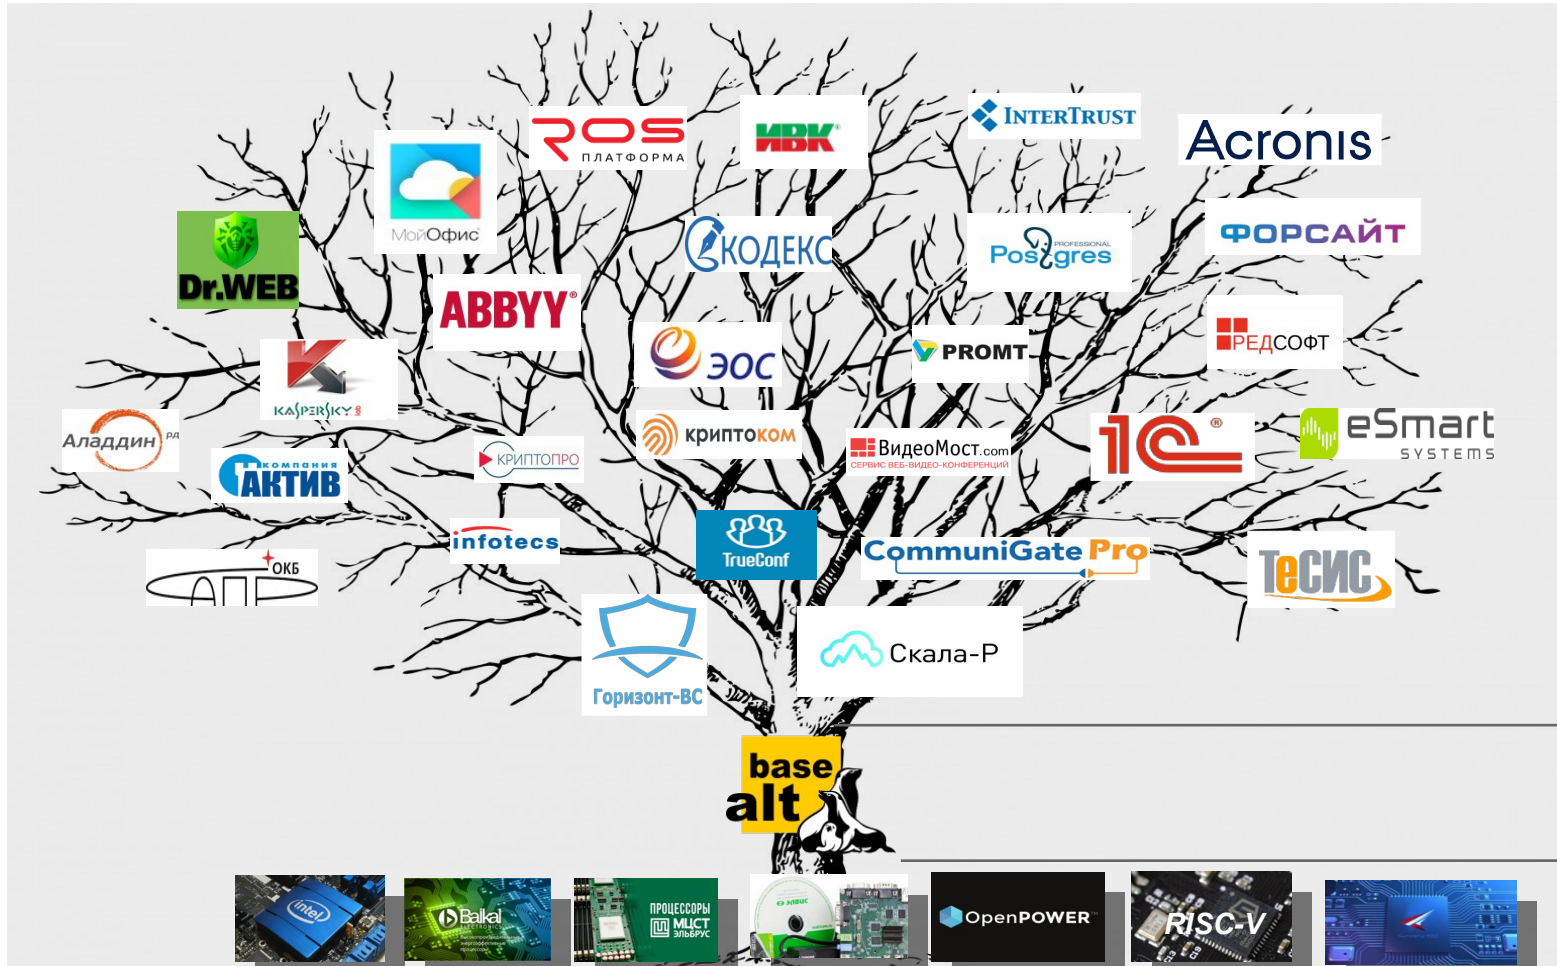 ROS
ПЛАТФОРМА
ИВК®
INTERTRUST
Acronis
МойОфис
Dr.WEB
КОДЕКС
PROFESSIONAL
Postgres
ФОРСАЙТ
ABBYY®
ЭОС
PROMT
РЕДСОФТ
KASPERSKY
Аладдин РД
компания
АКТИВ
КРИПТОПРО
криптоком
ВидеоМост.com
СЕРВИС ВЕБ-ВИДЕО-КОНФЕРЕНЦИЙ
1С®
eSmart
SYSTEMS
infotecs
TrueConf
CommuniGate Pro
ТеСИС
ОКБ
САПР
Горизонт-ВС
Скала-Р
base
alt
intel
Baikal
ELECTRONICS
ПРОЦЕССОРЫ
МЦСТ
ЭЛЬБРУС
ЭЛВИС
OpenPOWER™
RISC-V